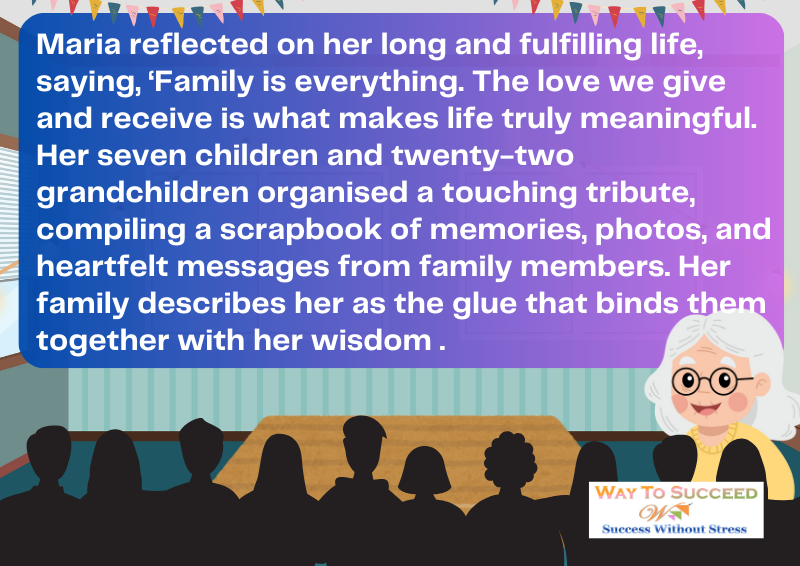 Maria reflected on her long and fulfilling life,
saying, ‘Family is everything. The love we give
and receive is what makes life truly meaningful.
Her seven children and twenty-two
grandchildren organised a touching tribute,
compiling a scrapbook of memories, photos, and
heartfelt messages from family members. Her
family describes her as the glue that binds them
together with her wisdom .
WAY TO SUCCEED
W
Success Without Stress